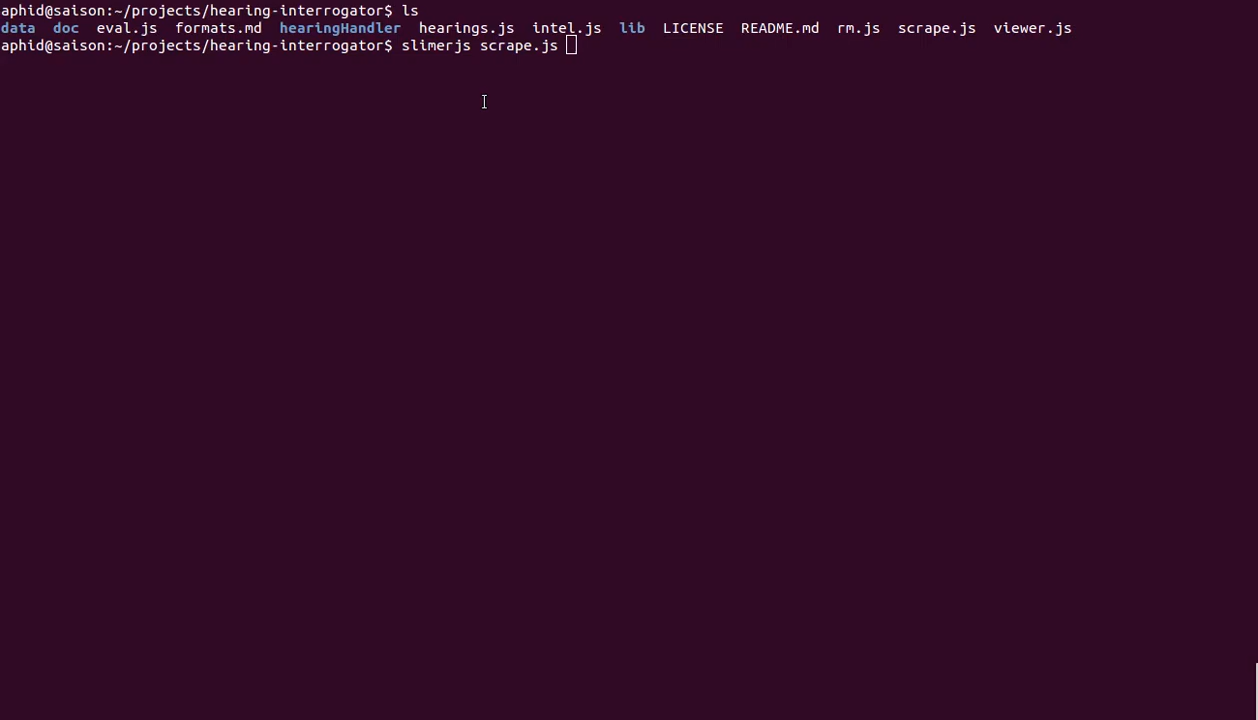 aphid@saison:~/projects/hearing-interrogator$ ls
data  doc  eval.js  formats.md  hearingHandler  hearings.js  intel.js  lib  LICENSE  README.md  rm.js  scrape.js  viewer.js
aphid@saison:~/projects/hearing-interrogator$ slimerjs scrape.js